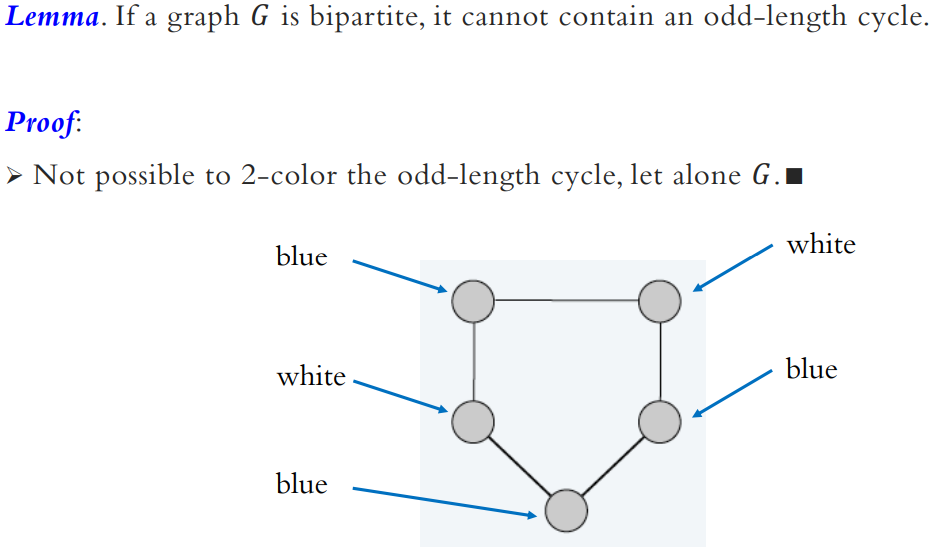 Lemma. If a graph G is bipartite, it cannot contain an odd-length cycle.
Proof:
➢ Not possible to 2-color the odd-length cycle, let alone G.■
blue
white
white
blue
blue